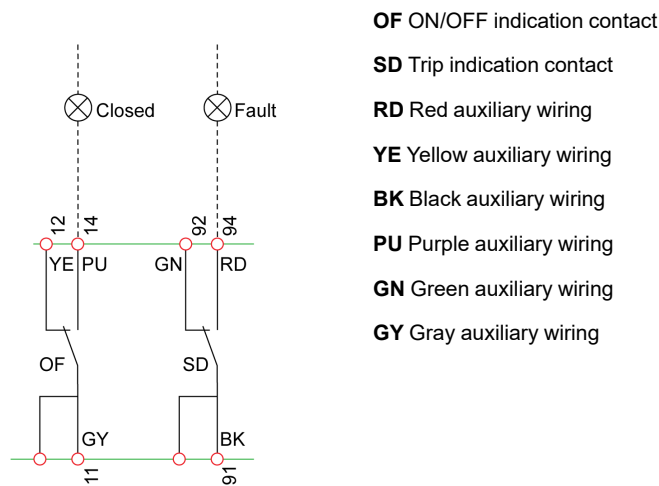 OF ON/OFF indication contact
SD Trip indication contact
RD Red auxiliary wiring
YE Yellow auxiliary wiring
BK Black auxiliary wiring
PU Purple auxiliary wiring
GN Green auxiliary wiring
GY Gray auxiliary wiring
Closed Fault
12 14 92 94
YE PU GN RD
OF SD
GY BK
11 91